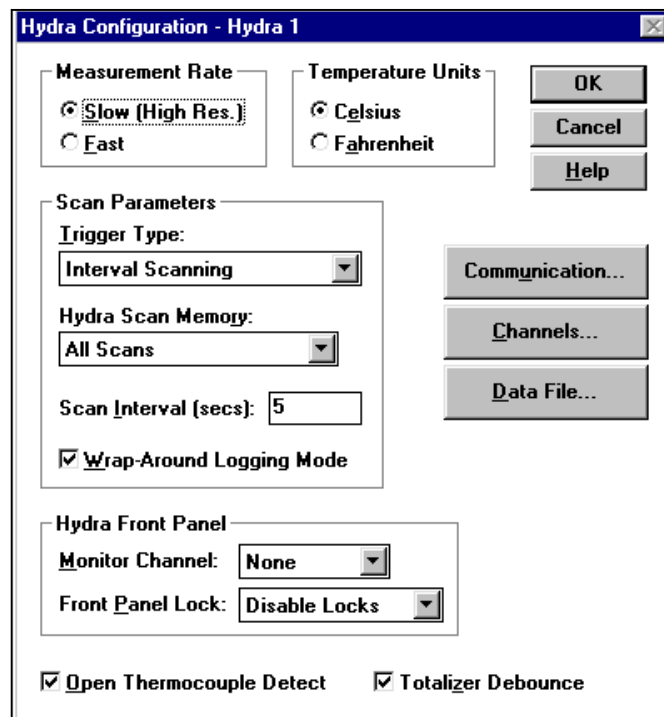 Hydra Configuration - Hydra 1
Measurement Rate
Slow (High Res.)
Fast
Temperature Units
Celsius
Fahrenheit
OK
Cancel
Help
Scan Parameters
Trigger Type:
Interval Scanning
Hydra Scan Memory:
All Scans
Scan Interval (secs): 5
Wrap-Around Logging Mode
Communication...
Channels...
Data File...
Hydra Front Panel
Monitor Channel: None
Front Panel Lock: Disable Locks
Open Thermocouple Detect
Totalizer Debounce